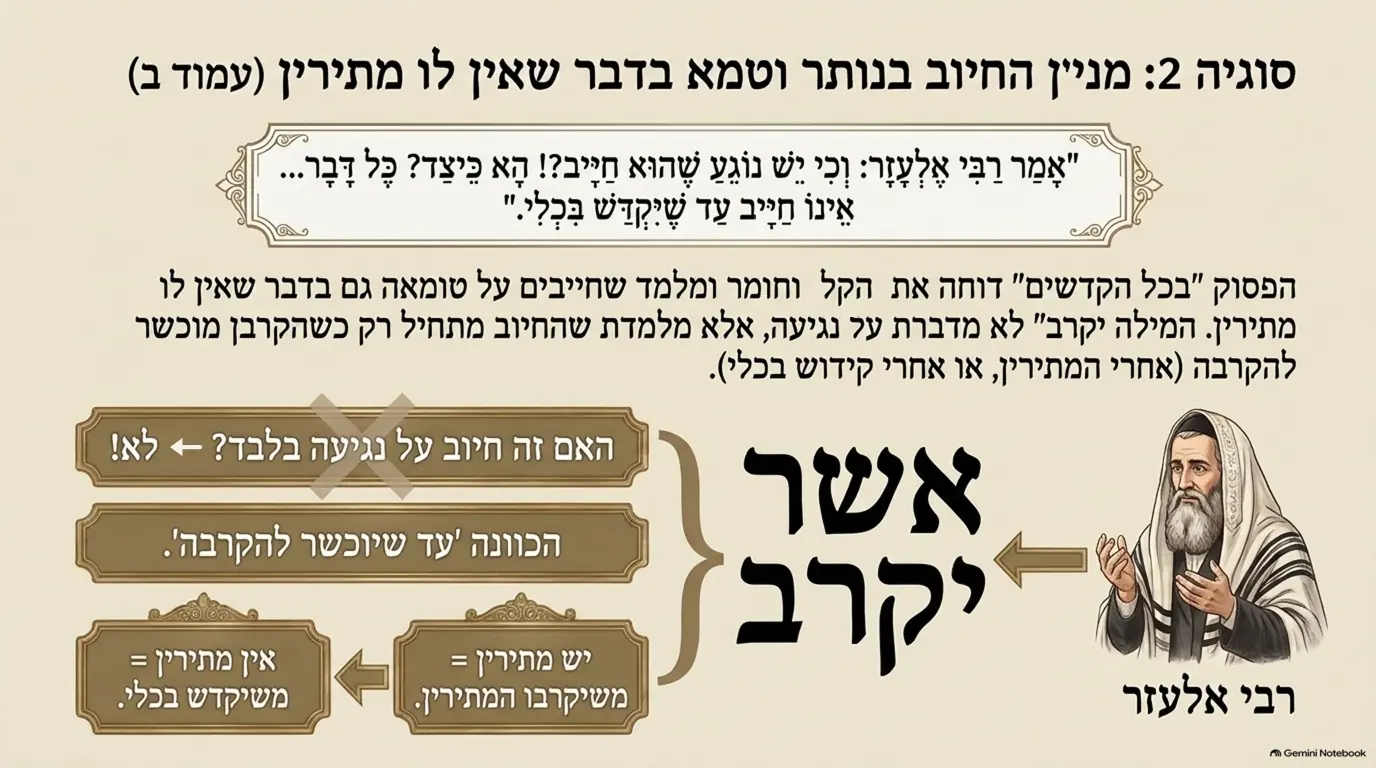 סוגיה 2: מניין החיוב בנותר וטמא בדבר שאין לו מתירין (עמוד ב)
"אָמַר רַבִּי אֶלְעָזָר: וְכִי יֵשׁ נוֹגֵעַ שֶׁהוּא חַיָּיב?! הָא כֵּיצַד? כׇּל דָּבָר...
אֵינוֹ חַיָּיב עַד שֶׁיִּקְדַּשׁ בִּכְלִי."
הפסוק "בכל הקדשים" דוחה את הקל וחומר ומלמד שחייבים על טומאה גם בדבר שאין לו
מתירין. המילה יקרב" לא מדברת על נגיעה, אלא מלמדת שהחיוב מתחיל רק כשהקרבן מוכשר
להקרבה (אחרי המתירין, או אחרי קידוש בכלי).
רבי אלעזר
אשר
יקרב
האם זה חיוב על נגיעה בלבד? ← לא!
הכוונה 'עד שיוכשר להקרבה'.
יש מתירין =
משיקרבו המתירין.
אין מתירין =
משיקדש בכלי.
Gemini Notebook